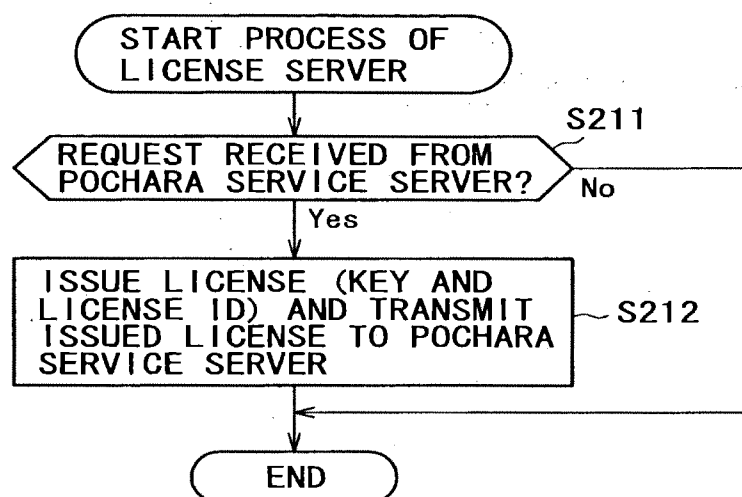 START PROCESS OF
LICENSE SERVER
S211
REQUEST RECEIVED FROM
POCHARA SERVICE SERVER?
No
Yes
ISSUE LICENSE (KEY AND
LICENSE ID) AND TRANSMIT
ISSUED LICENSE TO POCHARA
SERVICE SERVER
S212
END